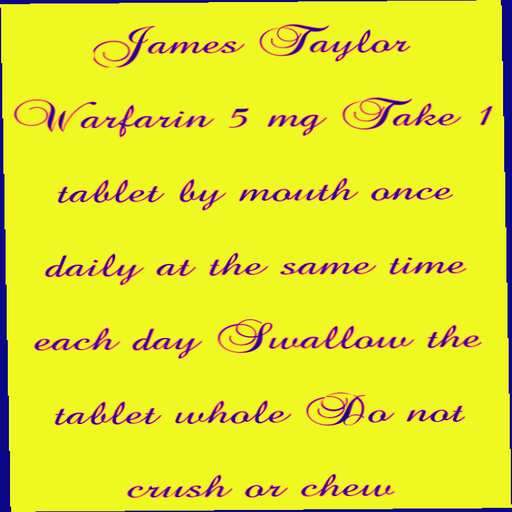 James Taylor
Warfarin 5 mg Take 1
tablet by mouth once
daily at the same time
each day Swallow the
tablet whole Do not
crush or chew